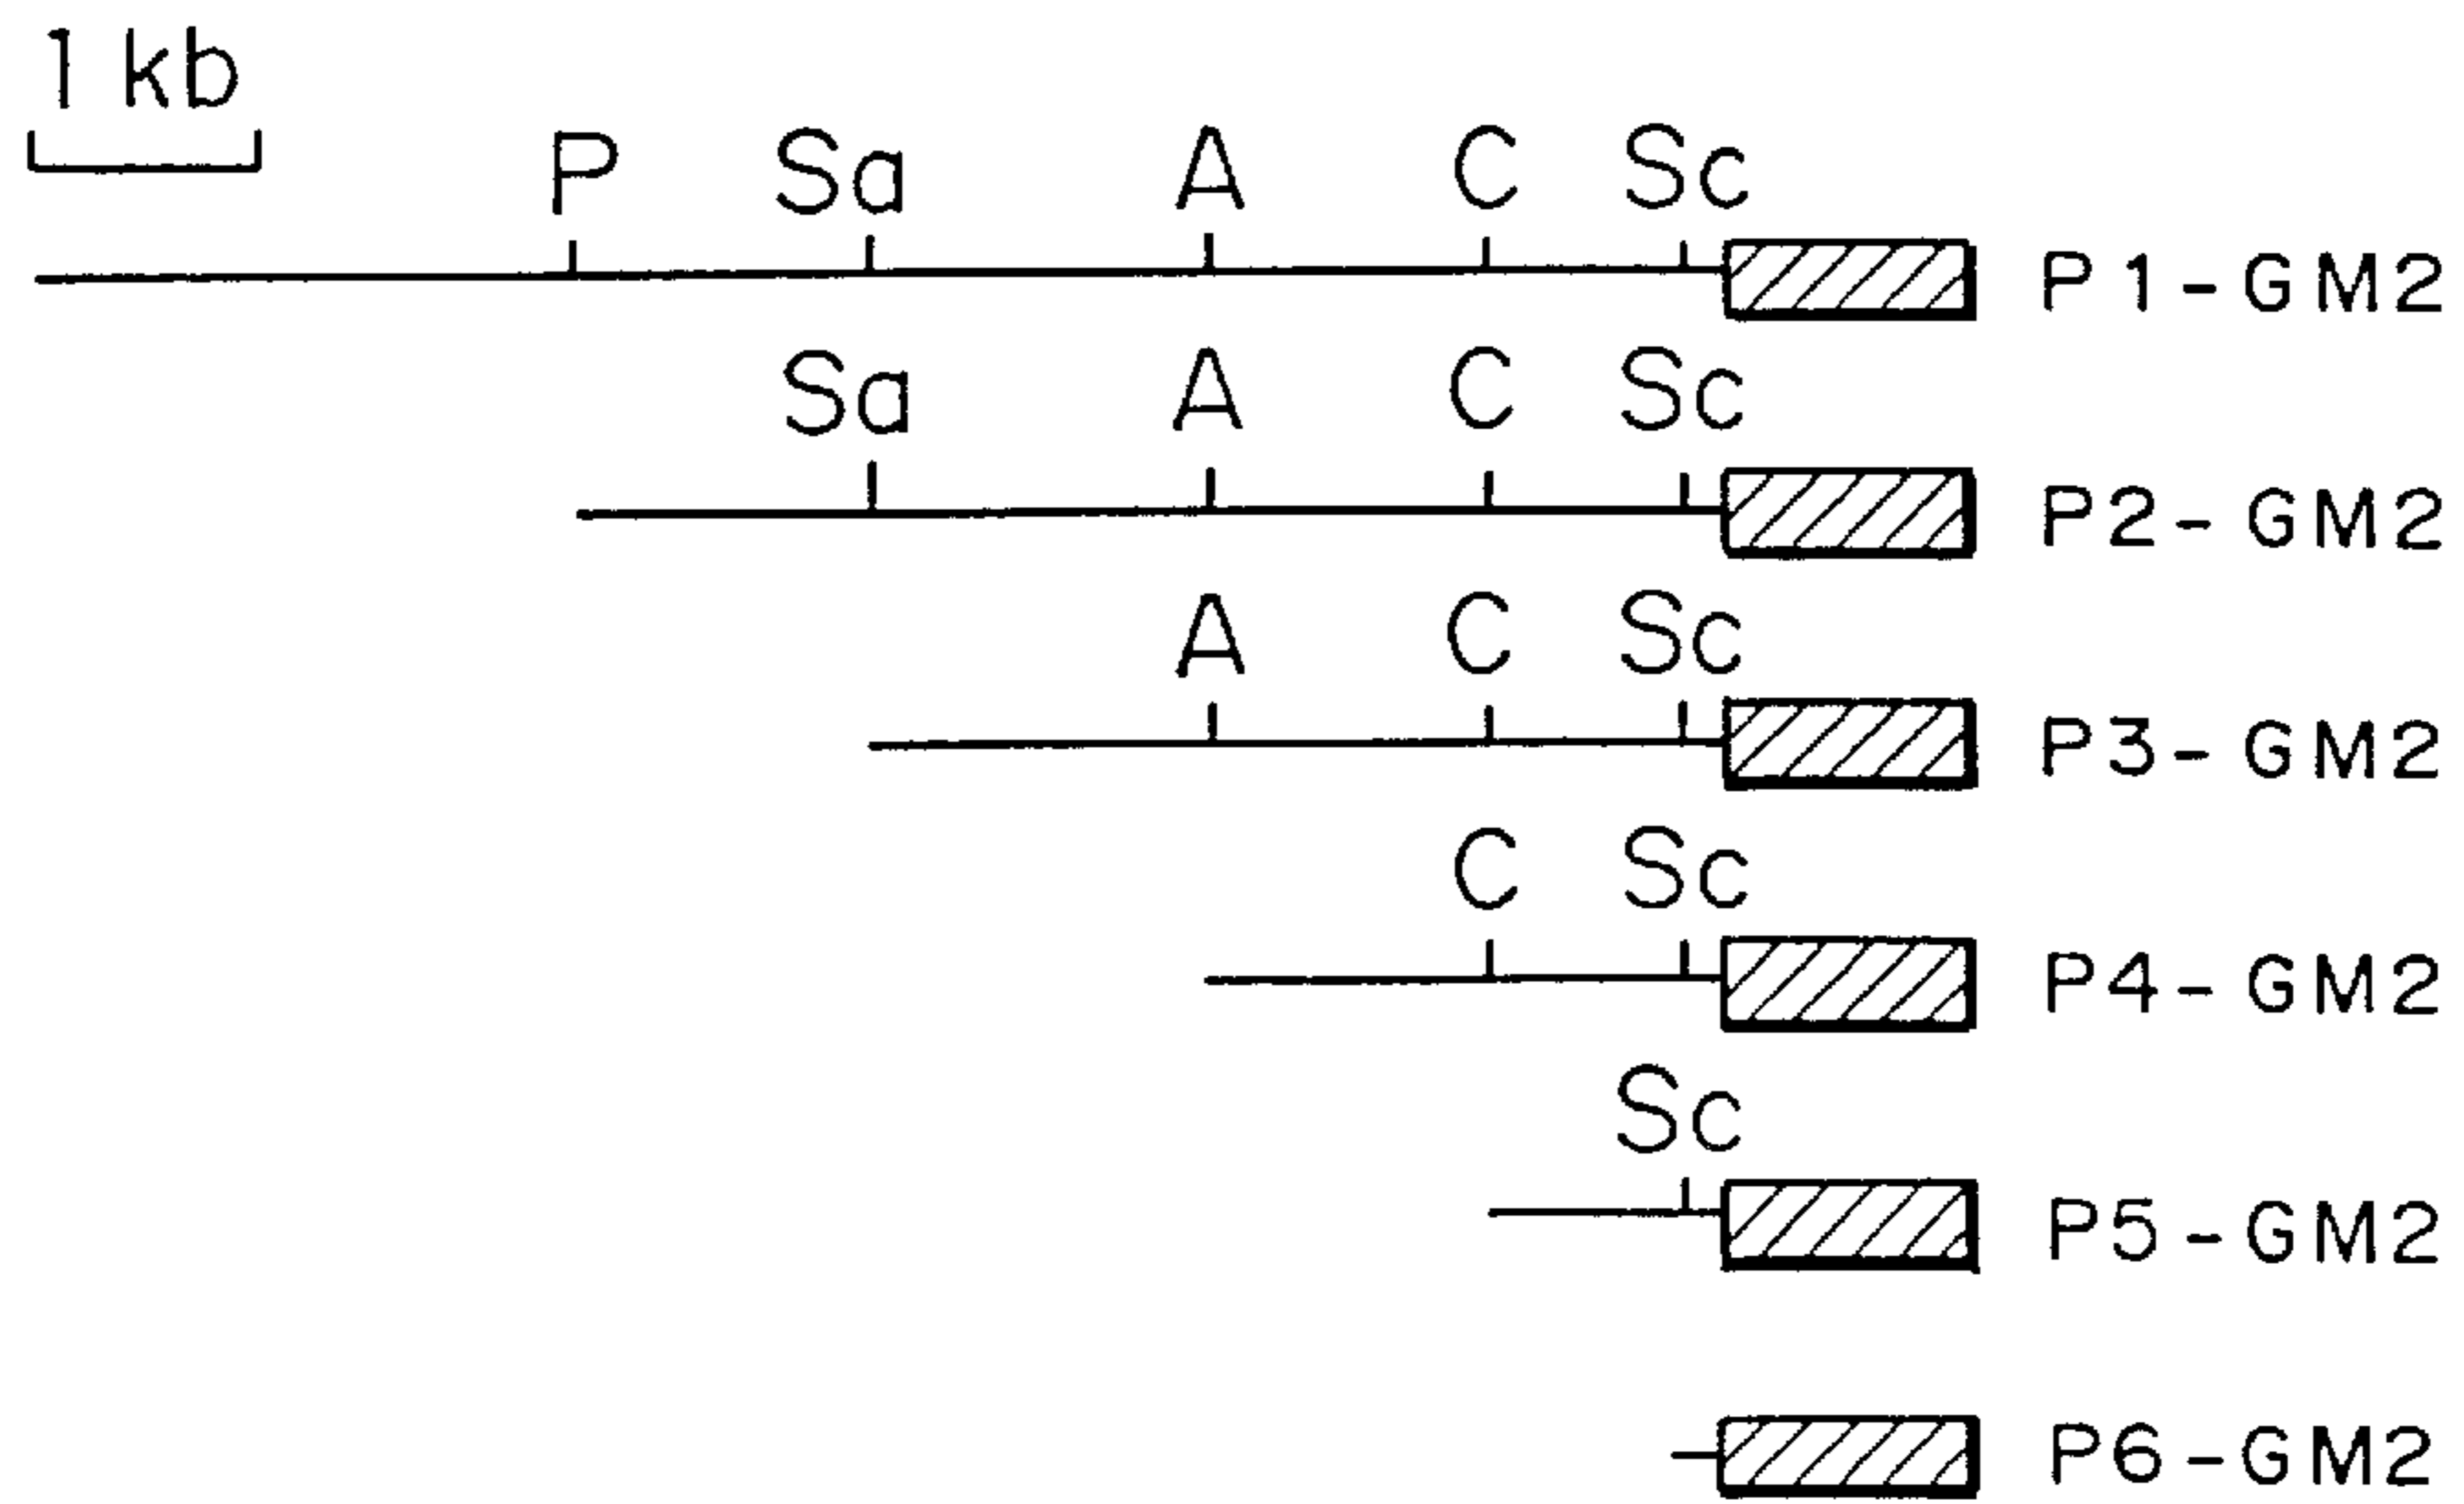 1 kb
P Sa A C Sc
P1-GM2
Sa A C Sc
P2-GM2
A C Sc
P3-GM2
C Sc
P4-GM2
Sc
P5-GM2
P6-GM2